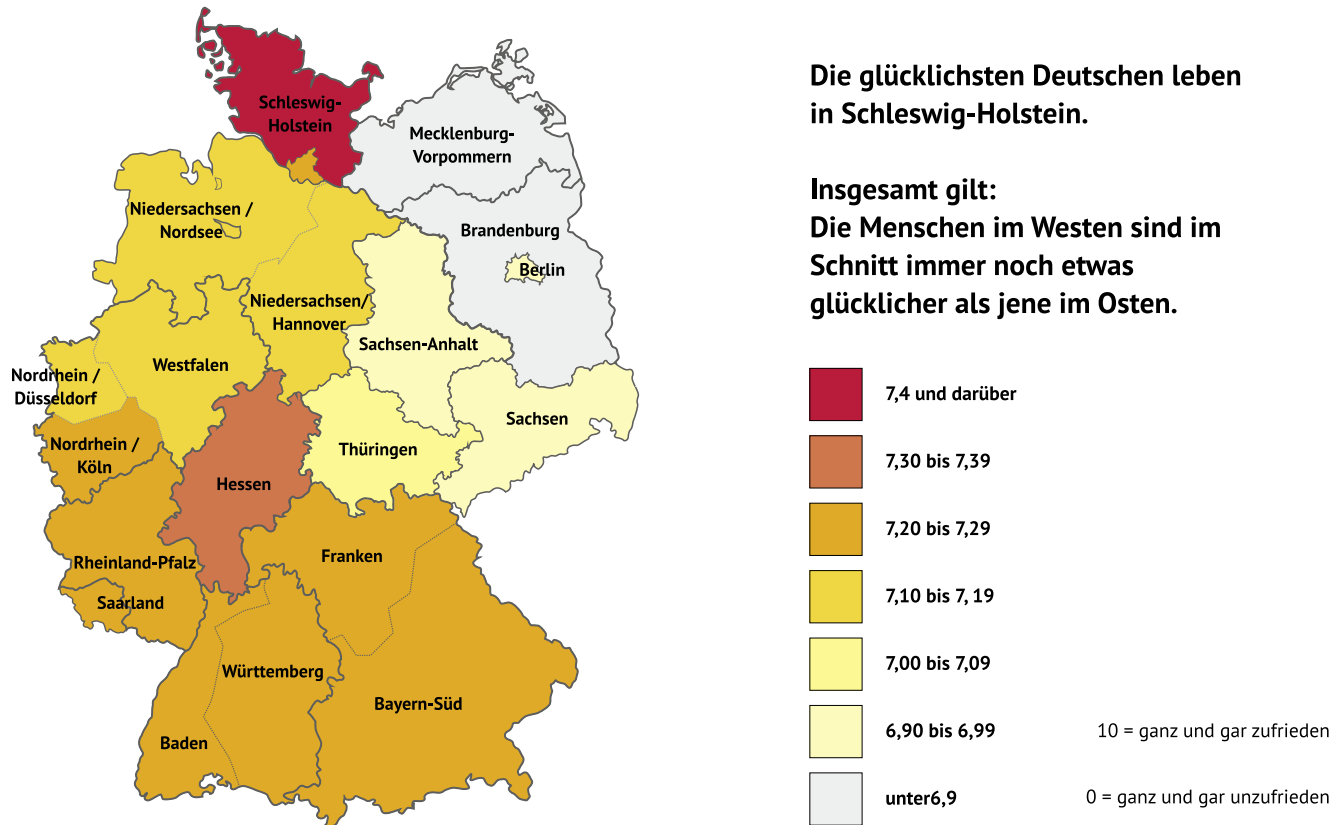 Schleswig-
Holstein
Mecklenburg-
Vorpommern
Niedersachsen /
Nordsee
Brandenburg
Berlin
Niedersachsen/
Hannover
Sachsen-Anhalt
Westfalen
Nordrhein /
Düsseldorf
Sachsen
Nordrhein /
Köln
Thüringen
Hessen
Franken
Rheinland-Pfalz
Saarland
Württemberg
Bayern-Süd
Baden
Die glücklichsten Deutschen leben
in Schleswig-Holstein.
Insgesamt gilt:
Die Menschen im Westen sind im
Schnitt immer noch etwas
glücklicher als jene im Osten.
7,4 und darüber
7,30 bis 7,39
7,20 bis 7,29
7,10 bis 7, 19
7,00 bis 7,09
6,90 bis 6,99
10 = ganz und gar zufrieden
unter6,9
0 = ganz und gar unzufrieden